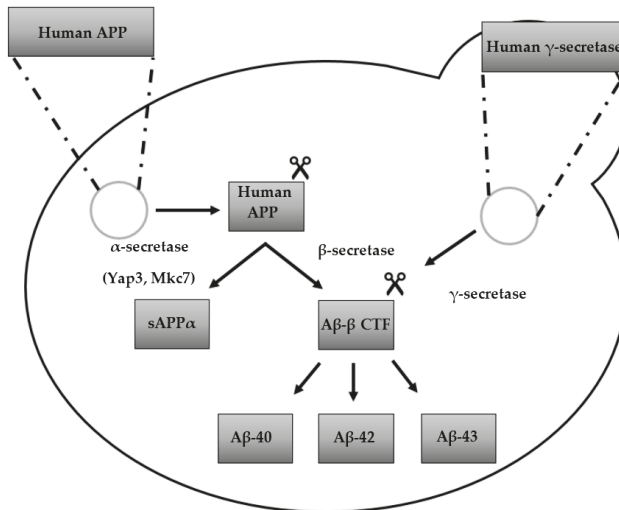 Human APP
Human γ-secretase
Human
APP
α-secretase
β-secretase
(Yap3, Mkc7)
γ-secretase
sAPPα
Aβ-β CTF
Aβ-40
Aβ-42
Aβ-43